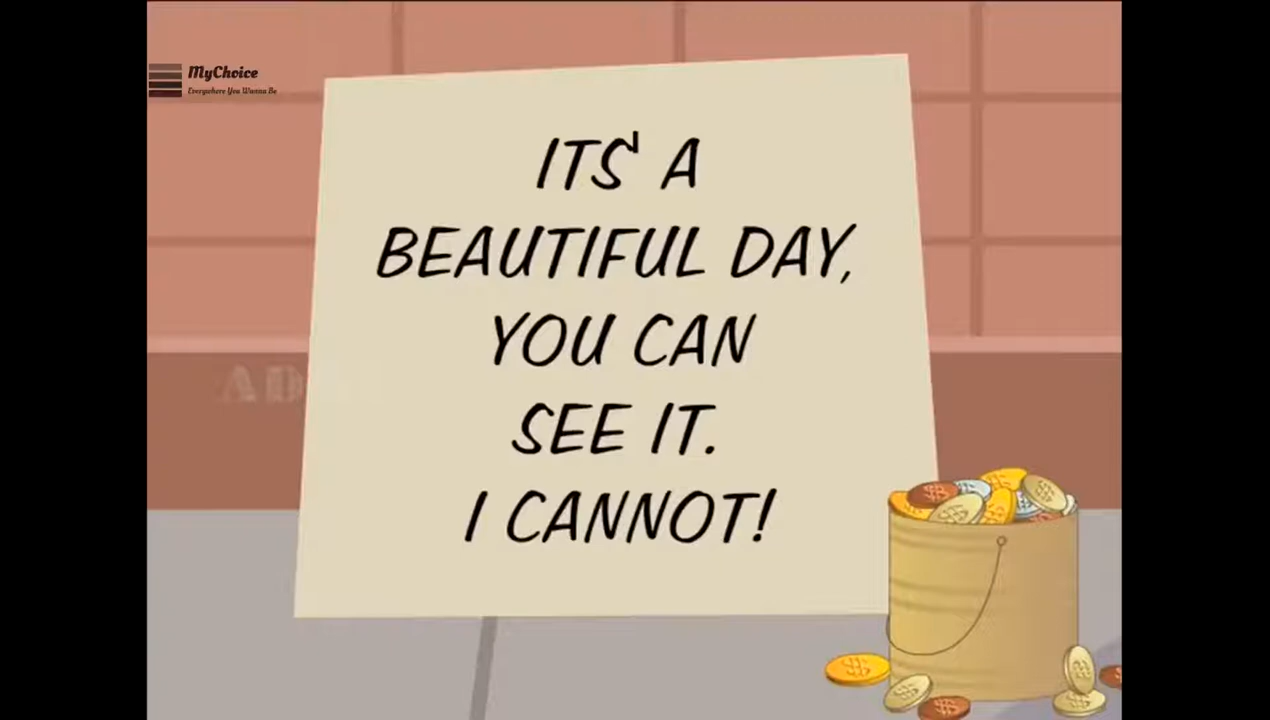 MyChoice
Everywhere You Wanna Be
ITS' A
BEAUTIFUL DAY,
YOU CAN
SEE IT.
I CANNOT!